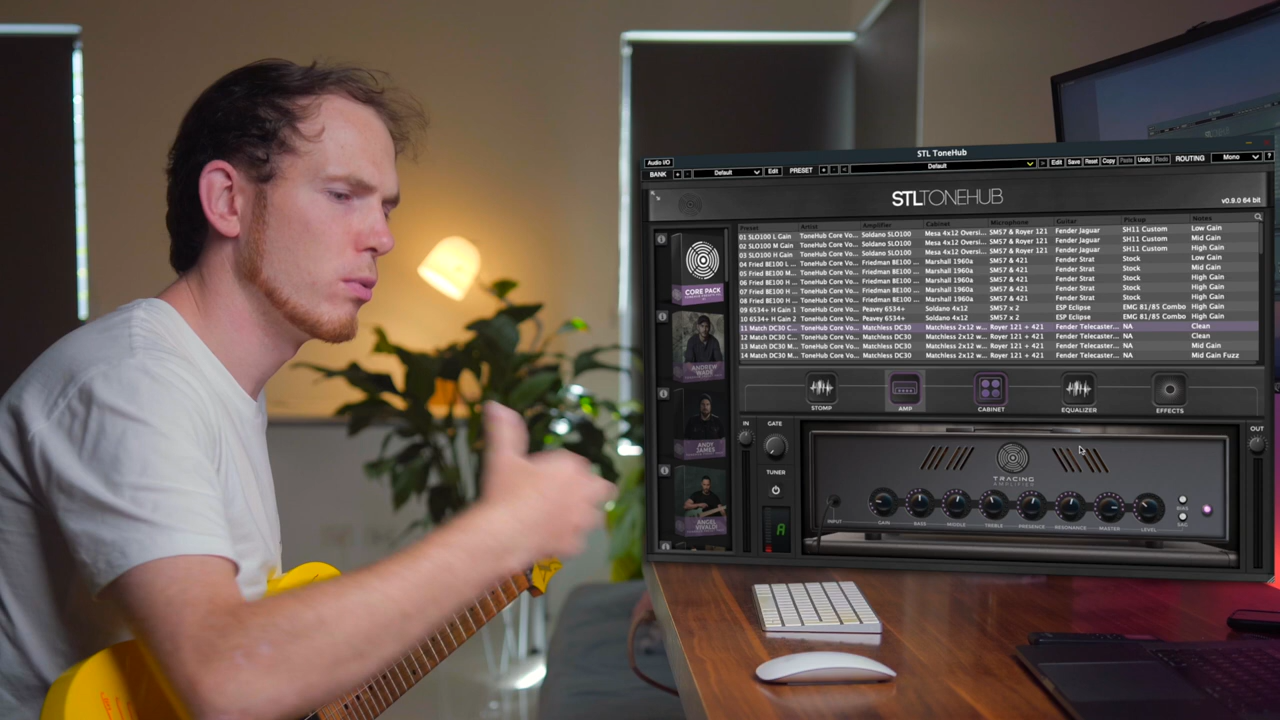 STL ToneHub
Audio I/O
BANK + - Default Edit PRESET + - < Default > Edit Save Reset Copy Paste Undo Redo ROUTING Mono ?
STLTONEHUB
v0.9.0 64 bit
Preset Artist Amplifier Cabinet Microphone Guitar Pickup Notes
01 SLO100 L Gain ToneHub Core Vo... Soldano SLO100 Mesa 4x12 Oversi... SM57 & Royer 121 Fender Jaguar SH11 Custom Low Gain
02 SLO100 M Gain ToneHub Core Vo... Soldano SLO100 Mesa 4x12 Oversi... SM57 & Royer 121 Fender Jaguar SH11 Custom Mid Gain
03 SLO100 H Gain ToneHub Core Vo... Soldano SLO100 Mesa 4x12 Oversi... SM57 & Royer 121 Fender Jaguar SH11 Custom High Gain
04 Fried BE100 L ... ToneHub Core Vo... Friedman BE100 ... Marshall 1960a SM57 & 421 Fender Strat Stock Low Gain
05 Fried BE100 M... ToneHub Core Vo... Friedman BE100 ... Marshall 1960a SM57 & 421 Fender Strat Stock Mid Gain
06 Fried BE100 H ... ToneHub Core Vo... Friedman BE100 ... Marshall 1960a SM57 & 421 Fender Strat Stock High Gain
07 Fried BE100 H ... ToneHub Core Vo... Friedman BE100 ... Marshall 1960a SM57 & 421 Fender Strat Stock High Gain
08 Fried BE100 H ... ToneHub Core Vo... Friedman BE100 ... Marshall 1960a SM57 & 421 Fender Strat Stock High Gain
09 6534+ H Gain 1 ToneHub Core Vo... Peavey 6534+ Soldano 4x12 SM57 x 2 ESP Eclipse EMG 81/85 Combo High Gain
10 6534+ H Gain 2 ToneHub Core Vo... Peavey 6534+ Soldano 4x12 SM57 x 2 ESP Eclipse EMG 81/85 Combo High Gain
11 Match DC30 C... ToneHub Core Vo... Matchless DC30 Matchless 2x12 w... Royer 121 + 421 Fender Telecaster... NA Clean
12 Match DC30 C... ToneHub Core Vo... Matchless DC30 Matchless 2x12 w... Royer 121 + 421 Fender Telecaster... NA Clean
13 Match DC30 M... ToneHub Core Vo... Matchless DC30 Matchless 2x12 w... Royer 121 + 421 Fender Telecaster... NA Mid Gain
14 Match DC30 M... ToneHub Core Vo... Matchless DC30 Matchless 2x12 w... Royer 121 + 421 Fender Telecaster... NA Mid Gain Fuzz
CORE PACK
ANDREW
WADE
ANDY
JAMES
ANGEL
VIVALDI
STOMP AMP CABINET EQUALIZER EFFECTS
IN GATE OUT
TUNER
A
TRACING
AMPLIFIER
INPUT GAIN BASS MIDDLE TREBLE PRESENCE RESONANCE MASTER LEVEL
BIAS
SAG